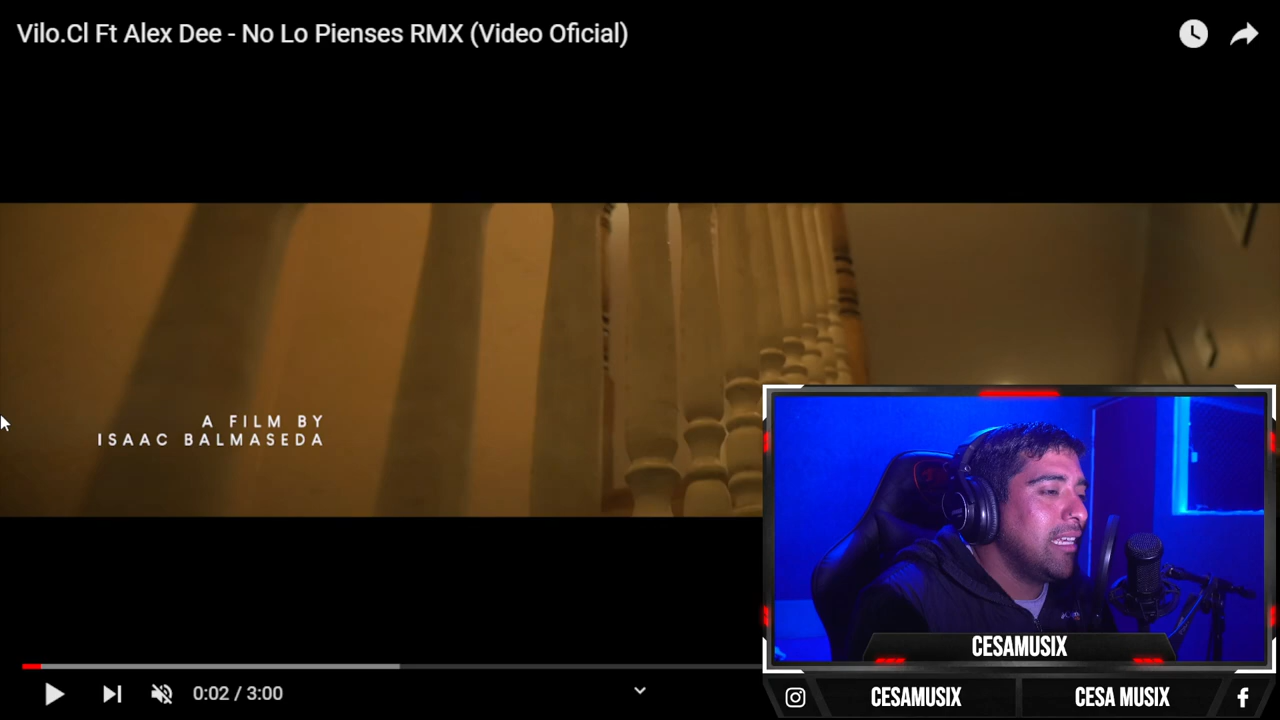 Vilo.Cl Ft Alex Dee - No Lo Pienses RMX (Video Oficial)
A FILM BY
ISAAC BALMASEDA
CESAMUSIX
0:02 / 3:00
CESAMUSIX
CESA MUSIX